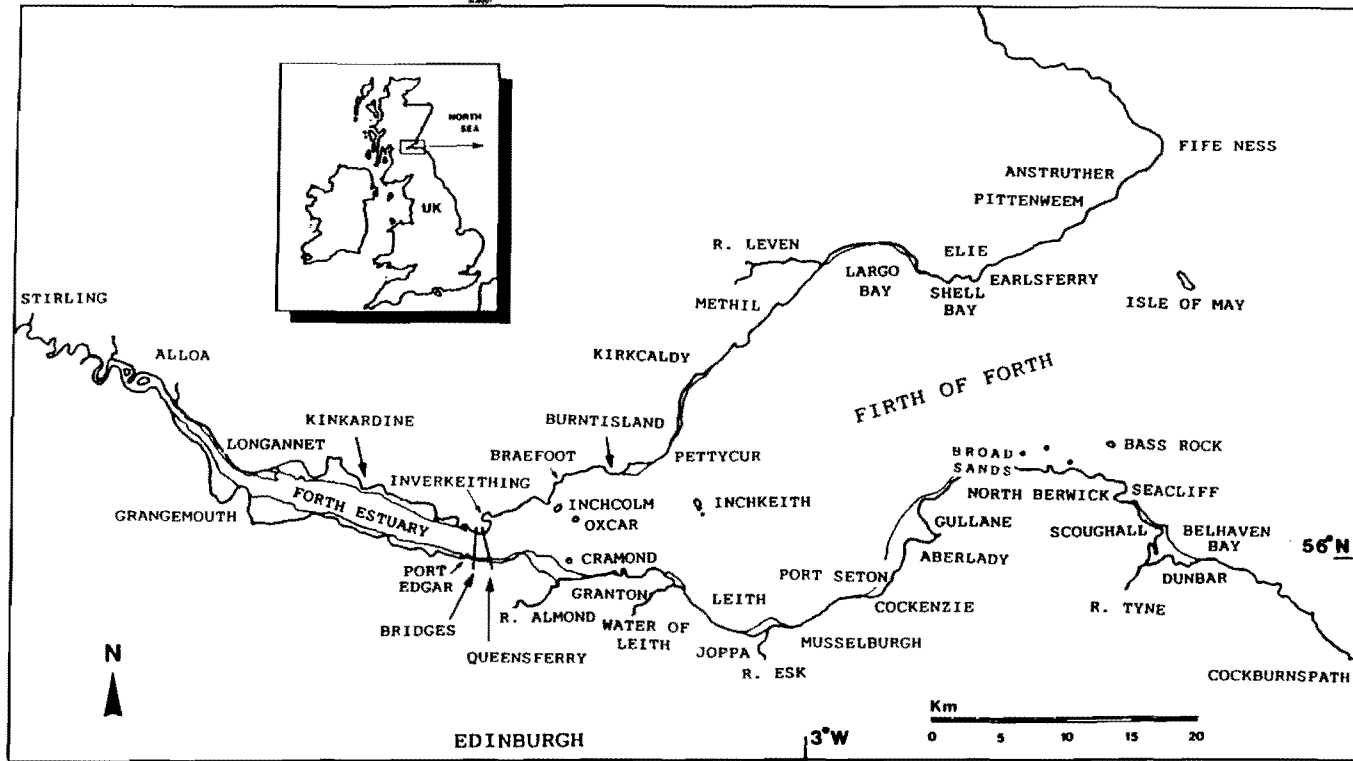 NORTH
SEA
UK
FIFE NESS
ANSTRUTHER
PITTENWEEM
R. LEVEN
ELIE
LARGO
BAY
SHELL
BAY
EARLSFERRY
ISLE OF MAY
STIRLING
METHIL
ALLOA
KIRKCALDY
FIRTH OF FORTH
KINKARDINE
BURNTISLAND
LONGANNET
BRAEFOOT
PETTYCUR
BROAD
SANDS
BASS ROCK
INVERKEITHING
FORTH ESTUARY
INCHCOLM
OXCAR
INCHKEITH
NORTH BERWICK
SEACLIFF
GRANGEMOUTH
GULLANE
SCOUGHALL
BELHAVEN
BAY
56°N
ABERLADY
CRAMOND
PORT
EDGAR
PORT SETON
DUNBAR
GRANTON
R. ALMOND
LEITH
COCKENZIE
R. TYNE
WATER OF
LEITH
BRIDGES
QUEENSFERRY
JOPPA
MUSSELBURGH
R. ESK
COCKBURNSPATH
N
Km
0 5 10 15 20
EDINBURGH
3°W